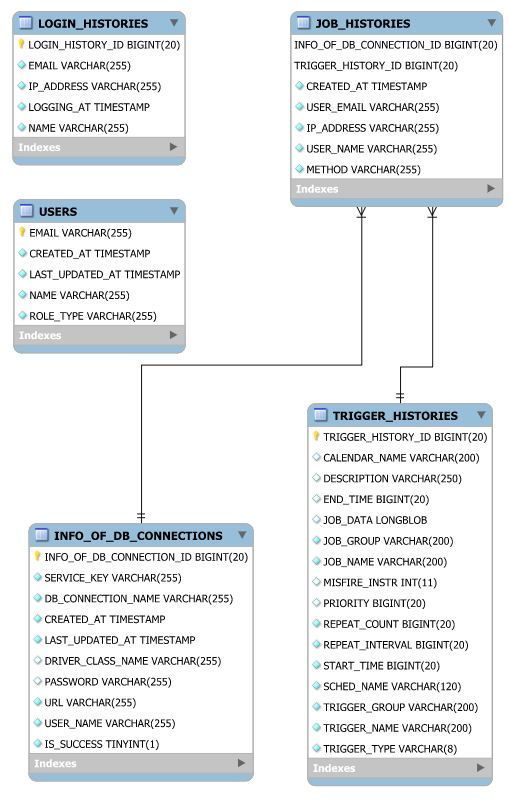 LOGIN_HISTORIES
LOGIN_HISTORY_ID BIGINT(20)
EMAIL VARCHAR(255)
IP_ADDRESS VARCHAR(255)
LOGGING_AT TIMESTAMP
NAME VARCHAR(255)
Indexes
JOB_HISTORIES
INFO_OF_DB_CONNECTION_ID BIGINT(20)
TRIGGER_HISTORY_ID BIGINT(20)
CREATED_AT TIMESTAMP
USER_EMAIL VARCHAR(255)
IP_ADDRESS VARCHAR(255)
USER_NAME VARCHAR(255)
METHOD VARCHAR(255)
Indexes
USERS
EMAIL VARCHAR(255)
CREATED_AT TIMESTAMP
LAST_UPDATED_AT TIMESTAMP
NAME VARCHAR(255)
ROLE_TYPE VARCHAR(255)
Indexes
TRIGGER_HISTORIES
TRIGGER_HISTORY_ID BIGINT(20)
CALENDAR_NAME VARCHAR(200)
DESCRIPTION VARCHAR(250)
END_TIME BIGINT(20)
JOB_DATA LONGBLOB
JOB_GROUP VARCHAR(200)
JOB_NAME VARCHAR(200)
MISFIRE_INSTR INT(11)
PRIORITY BIGINT(20)
REPEAT_COUNT BIGINT(20)
REPEAT_INTERVAL BIGINT(20)
START_TIME BIGINT(20)
SCHED_NAME VARCHAR(120)
TRIGGER_GROUP VARCHAR(200)
TRIGGER_NAME VARCHAR(200)
TRIGGER_TYPE VARCHAR(8)
Indexes
INFO_OF_DB_CONNECTIONS
INFO_OF_DB_CONNECTION_ID BIGINT(20)
SERVICE_KEY VARCHAR(255)
DB_CONNECTION_NAME VARCHAR(255)
CREATED_AT TIMESTAMP
LAST_UPDATED_AT TIMESTAMP
DRIVER_CLASS_NAME VARCHAR(255)
PASSWORD VARCHAR(255)
URL VARCHAR(255)
USER_NAME VARCHAR(255)
IS_SUCCESS TINYINT(1)
Indexes